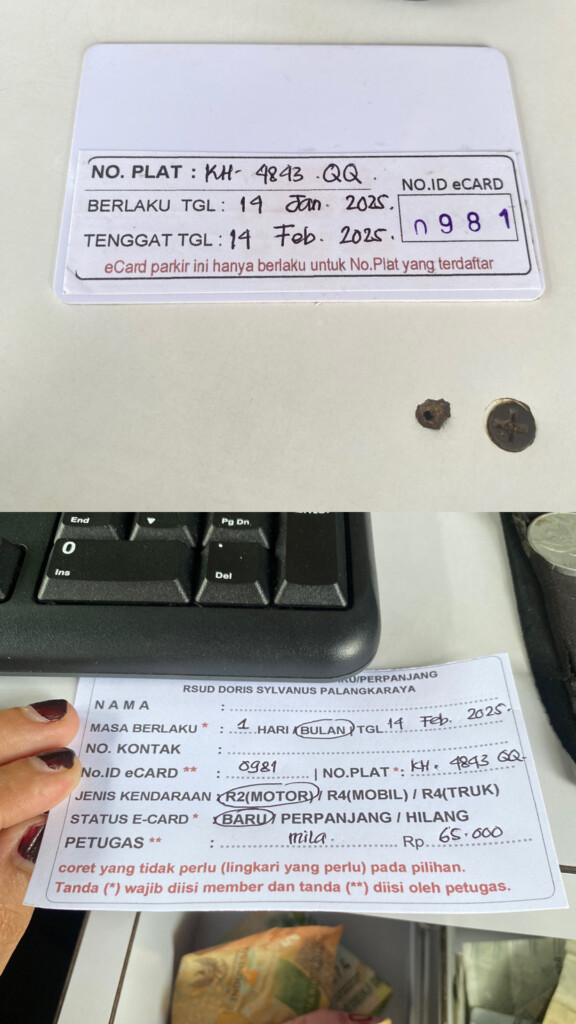 NO. PLAT : KH- 4843 QQ.
NO.ID eCARD
BERLAKU TGL : 14 Jan. 2025.
0981
TENGGAT TGL : 14 Feb. 2025.
eCard parkir ini hanya berlaku untuk No.Plat yang terdaftar
End
Pg Dn
0
Ins
.
Del
/PERPANJANG
RSUD DORIS SYLVANUS PALANGKARAYA
NAMA :
MASA BERLAKU * : 1 HARI/BULAN/TGL 14 Feb. 2025.
NO. KONTAK :
No.ID eCARD ** : 0981 | NO.PLAT *: KH. 4843 QQ
JENIS KENDARAAN : R2(MOTOR) / R4(MOBIL) / R4(TRUK)
STATUS E-CARD * : BARU / PERPANJANG / HILANG
PETUGAS ** : mila. Rp. 65.000
coret yang tidak perlu (lingkari yang perlu) pada pilihan.
Tanda (*) wajib diisi member dan tanda (**) diisi oleh petugas.